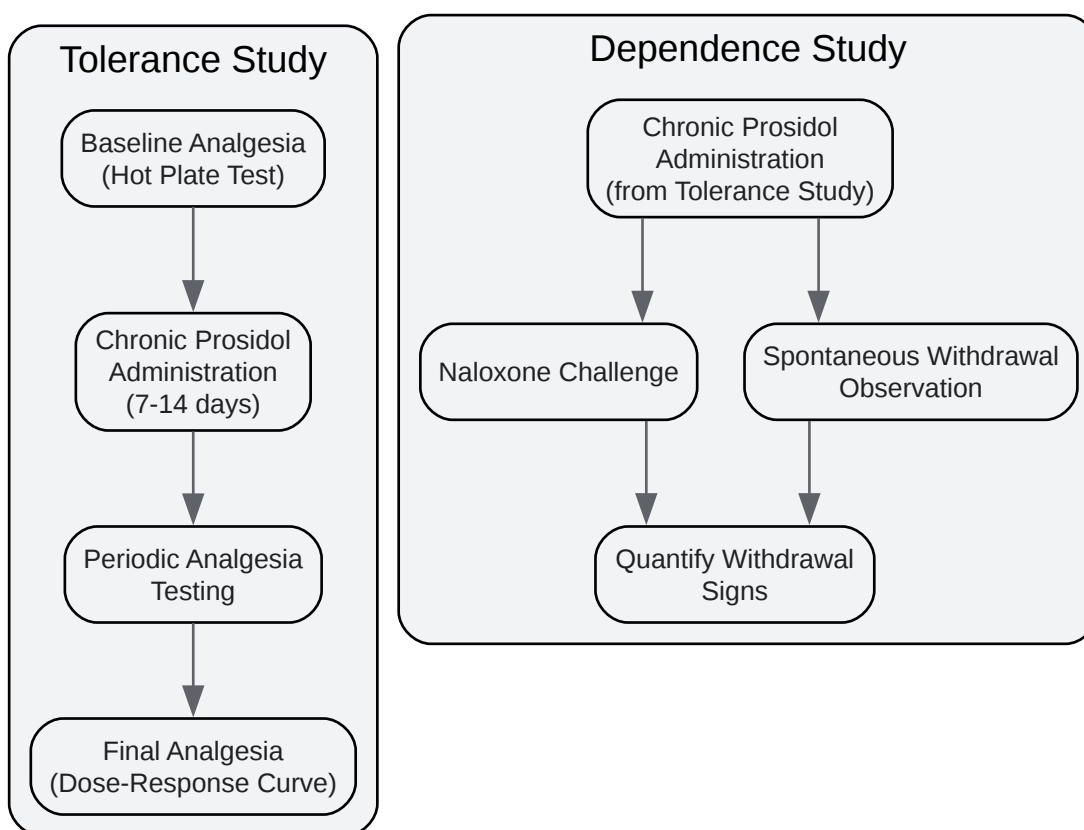 Tolerance Study
Baseline Analgesia
(Hot Plate Test)
Chronic Prosidol
Administration
(7-14 days)
Periodic Analgesia
Testing
Final Analgesia
(Dose-Response Curve)
Dependence Study
Chronic Prosidol
Administration
(from Tolerance Study)
Naloxone Challenge
Spontaneous Withdrawal
Observation
Quantify Withdrawal
Signs